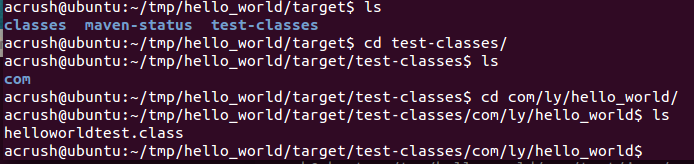 acrush@ubuntu:~/tmp/hello_world/target$ ls
classes maven-status test-classes
acrush@ubuntu:~/tmp/hello_world/target$ cd test-classes/
acrush@ubuntu:~/tmp/hello_world/target/test-classes$ ls
com
acrush@ubuntu:~/tmp/hello_world/target/test-classes$ cd com/ly/hello_world/
acrush@ubuntu:~/tmp/hello_world/target/test-classes/com/ly/hello_world$ ls
helloworldtest.class
acrush@ubuntu:~/tmp/hello_world/target/test-classes/com/ly/hello_world$